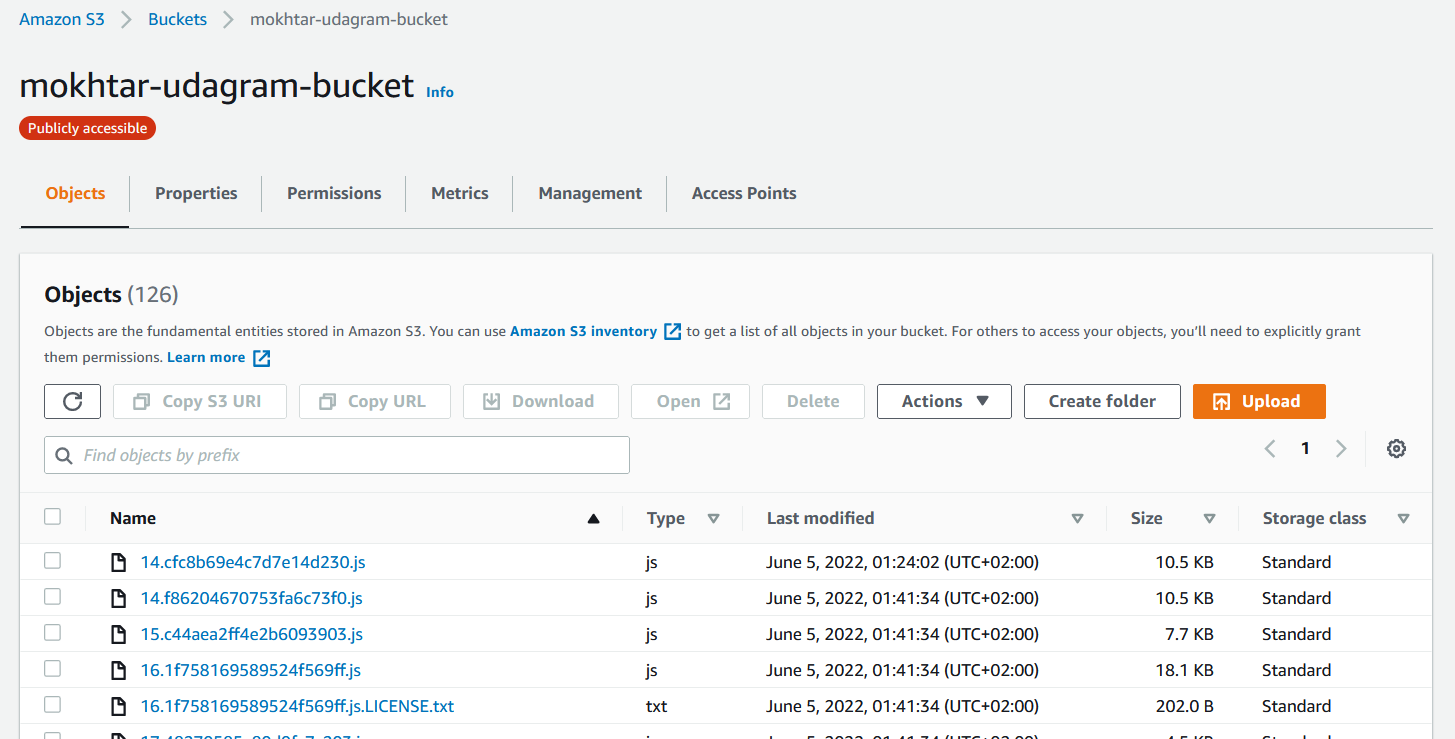 Amazon S3 > Buckets > mokhtar-udagram-bucket
mokhtar-udagram-bucket Info
Publicly accessible
Objects Properties Permissions Metrics Management Access Points
Objects (126)
Objects are the fundamental entities stored in Amazon S3. You can use Amazon S3 inventory to get a list of all objects in your bucket. For others to access your objects, you’ll need to explicitly grant
them permissions. Learn more
Copy S3 URI Copy URL Download Open Delete Actions Create folder Upload
Find objects by prefix 1
Name Type Last modified Size Storage class
14.cfc8b69e4c7d7e14d230.js js June 5, 2022, 01:24:02 (UTC+02:00) 10.5 KB Standard
14.f86204670753fa6c73f0.js js June 5, 2022, 01:41:34 (UTC+02:00) 10.5 KB Standard
15.c44aea2ff4e2b6093903.js js June 5, 2022, 01:41:34 (UTC+02:00) 7.7 KB Standard
16.1f758169589524f569ff.js js June 5, 2022, 01:41:34 (UTC+02:00) 18.1 KB Standard
16.1f758169589524f569ff.js.LICENSE.txt txt June 5, 2022, 01:41:34 (UTC+02:00) 202.0 B Standard